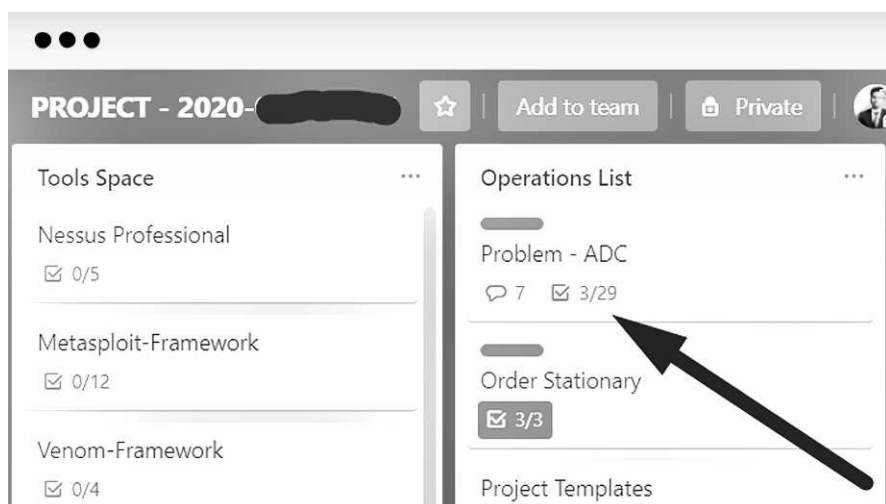 PROJECT - 2020-
Add to team
Private
Tools Space
Nessus Professional
0/5
Metasploit-Framework
0/12
Venom-Framework
0/4
Operations List
Problem - ADC
7 3/29
Order Stationary
3/3
Project Templates